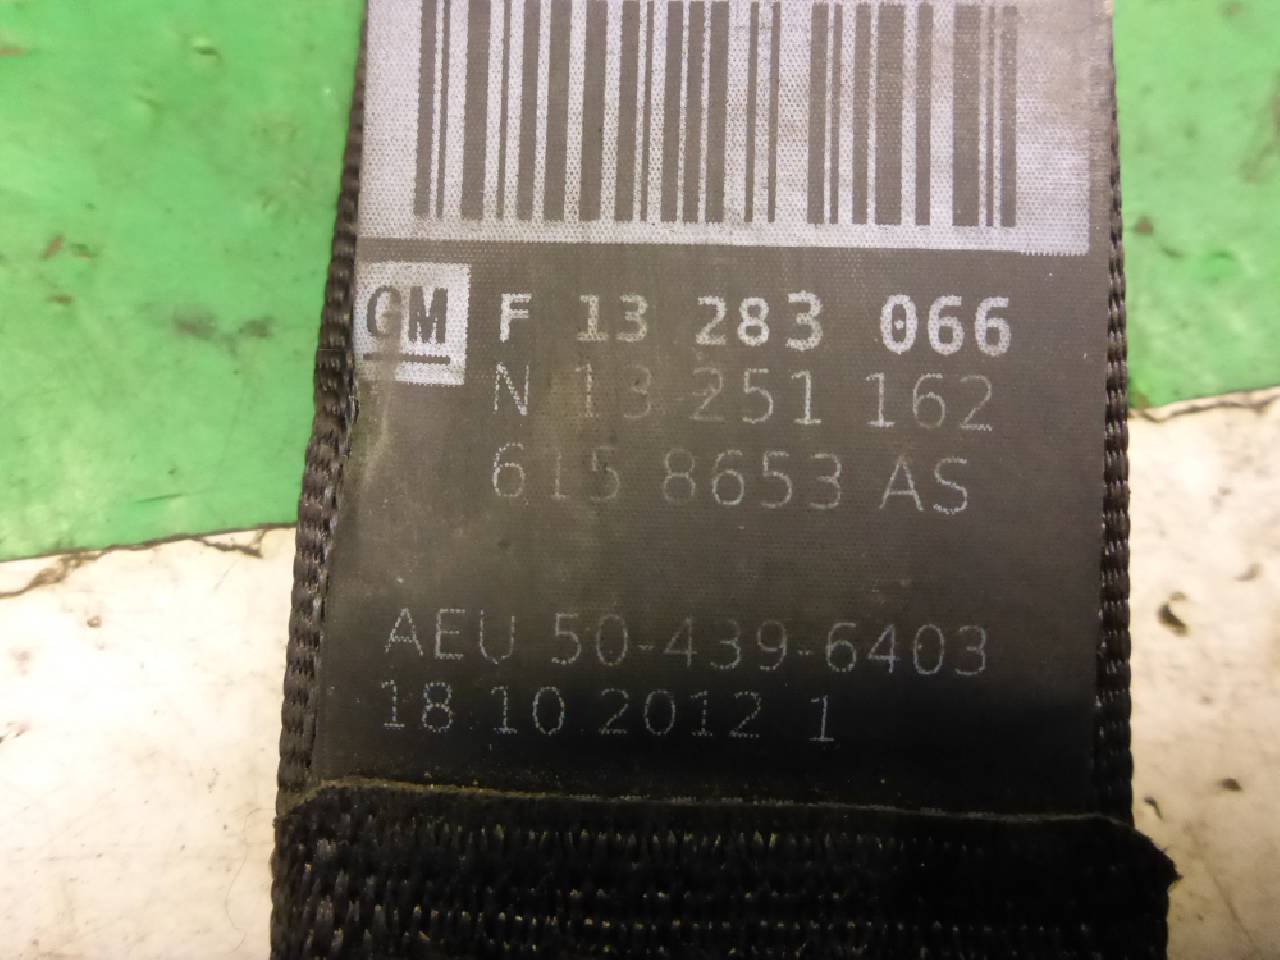 GM F 13 283 066
N 13 251 162
615 8653 AS
AEU 50-439-6403
18 10 2012 1